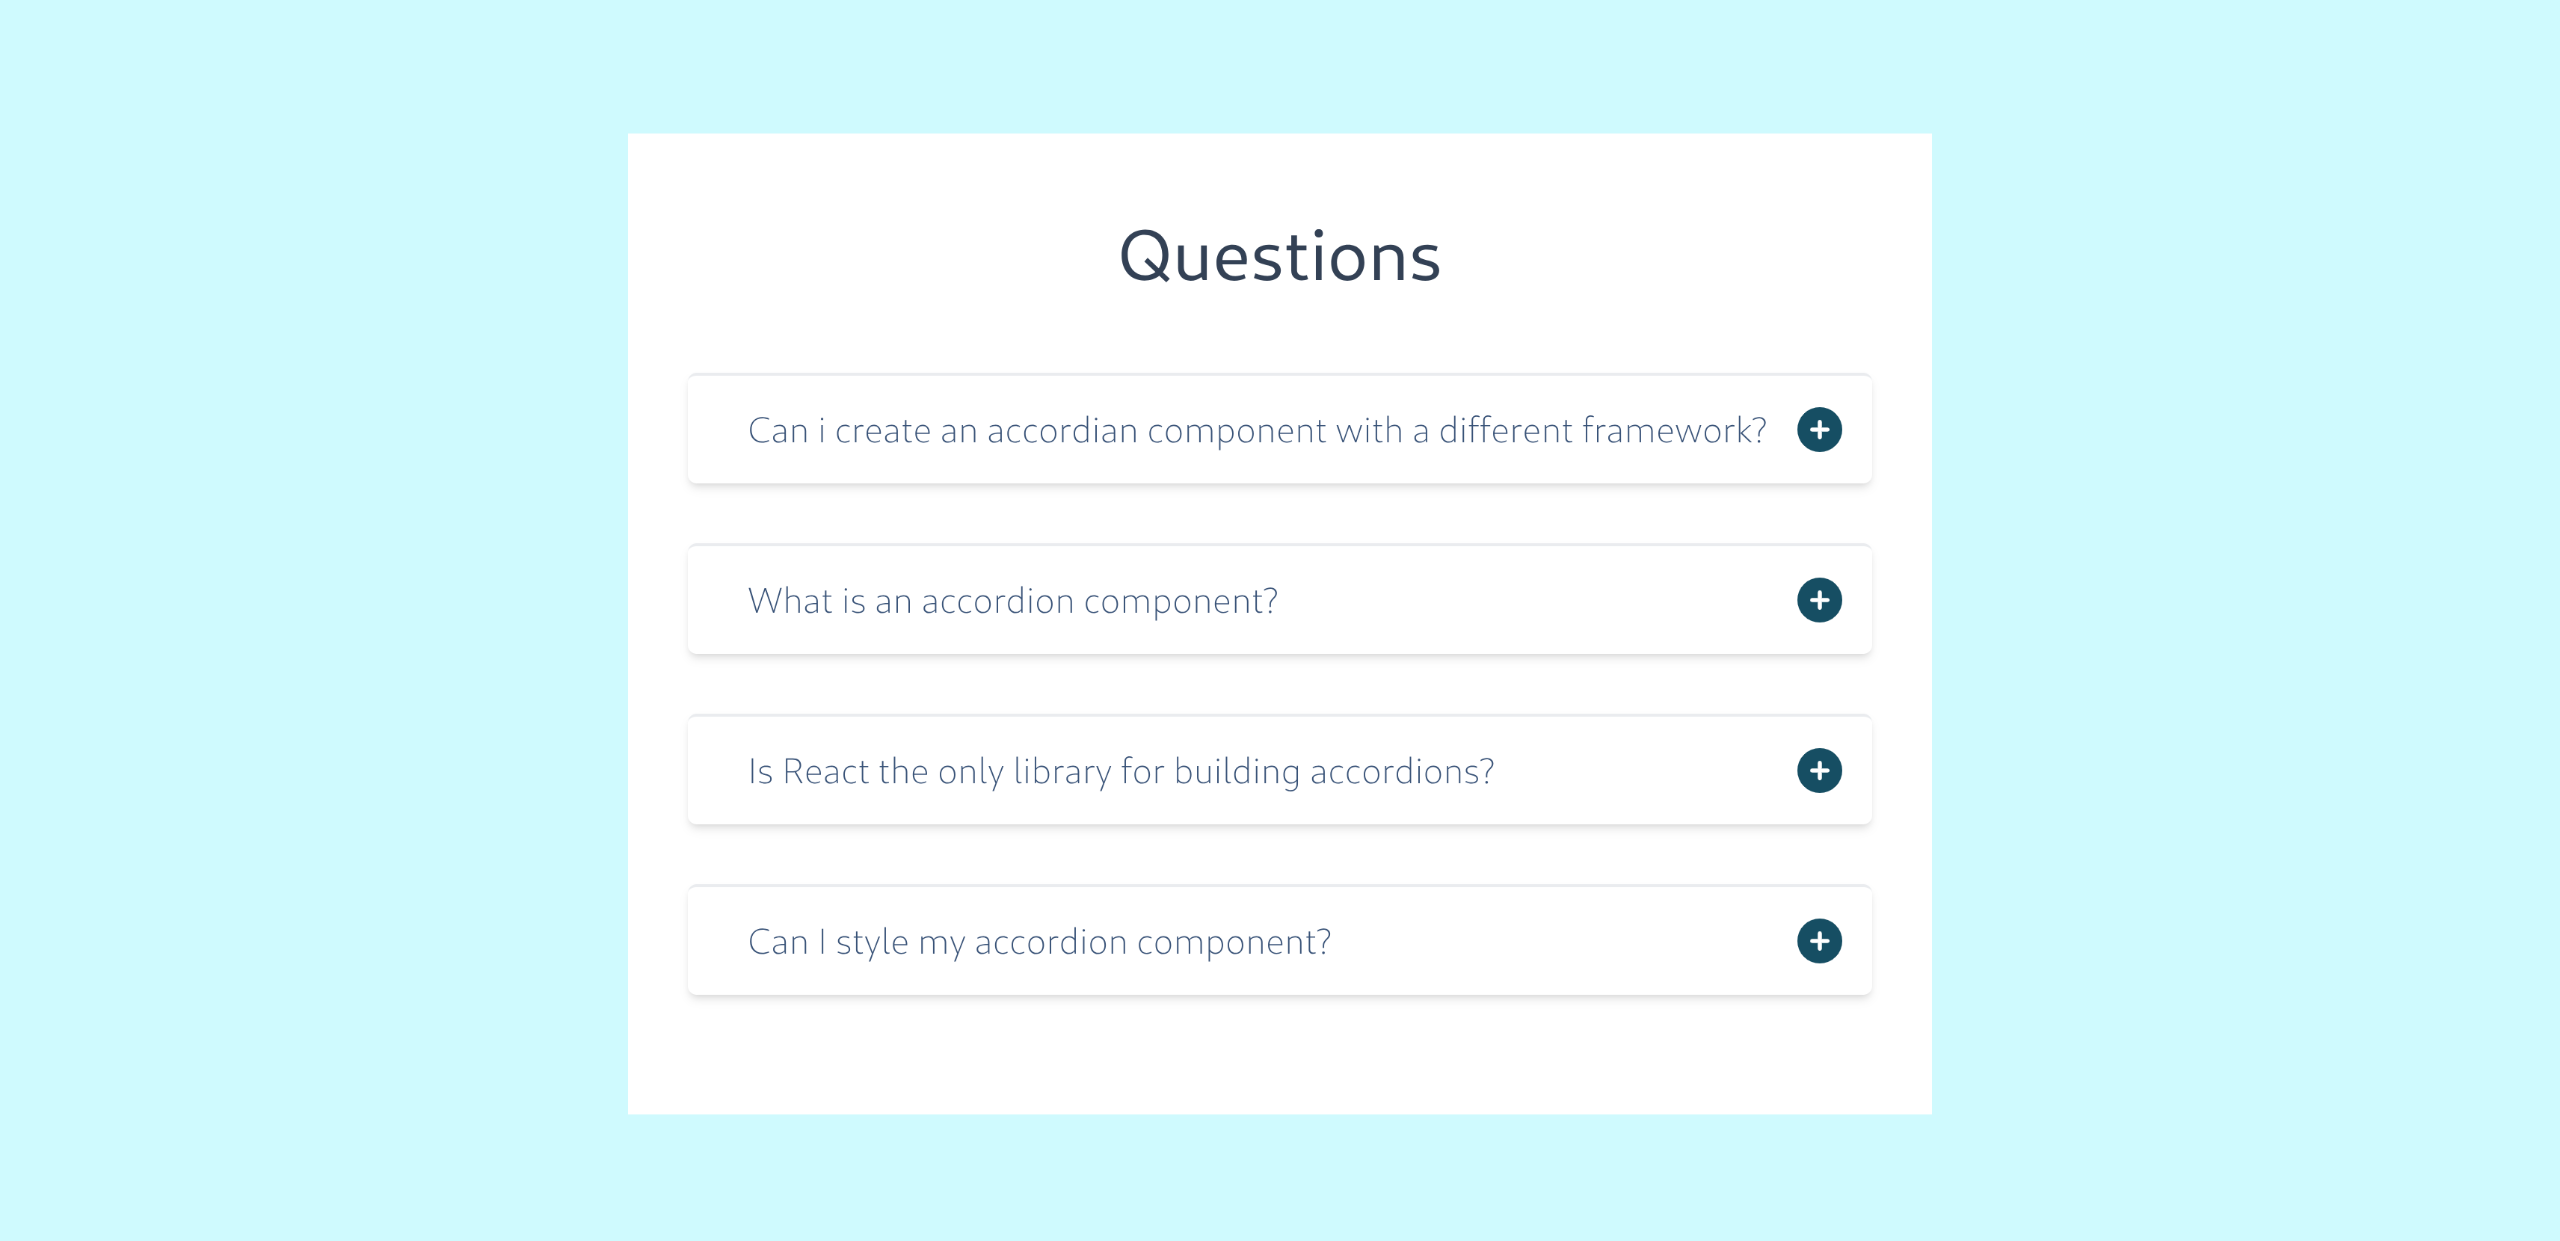 Questions
Can i create an accordian component with a different framework?
What is an accordion component?
Is React the only library for building accordions?
Can I style my accordion component?